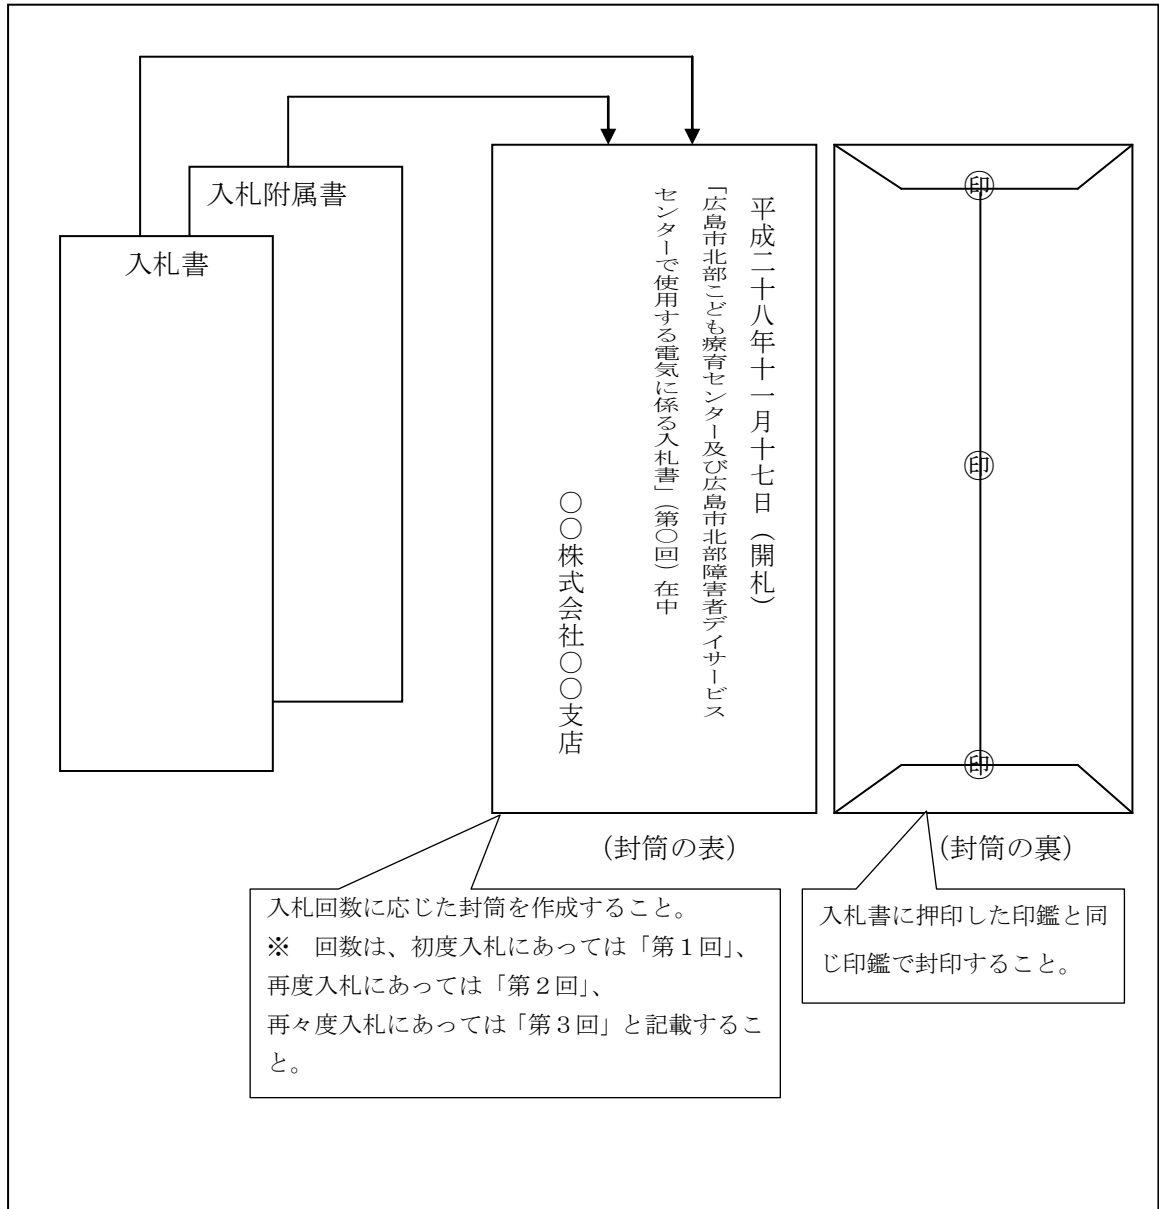 入札附属書
入札書
平成二十八年十一月十七日（開札）
「広島市北部こども療育センター及び広島市北部障害者デイサービス
センターで使用する電気に係る入札書」（第〇回）在中
〇〇株式会社〇〇支店
㊞
㊞
㊞
（封筒の表）
（封筒の裏）
入札回数に応じた封筒を作成すること。
※　回数は、初度入札にあっては「第１回」、
再度入札にあっては「第２回」、
再々度入札にあっては「第３回」と記載するこ
と。
入札書に押印した印鑑と同
じ印鑑で封印すること。